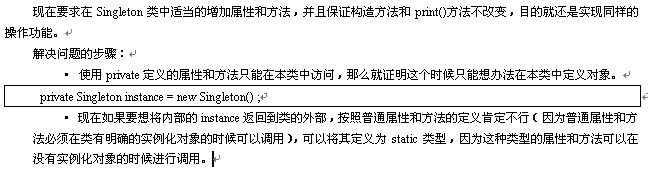 现在要求在 Singleton 类中适当的增加属性和方法，并且保证构造方法和 print()方法不改变，目的就还是实现同样的
操作功能。
解决问题的步骤：
▪ 使用 private 定义的属性和方法只能在本类中访问，那么就证明这个时候只能想办法在本类中定义对象。
private Singleton instance = new Singleton() ;
▪ 现在如果要想将内部的 instance 返回到类的外部，按照普通属性和方法的定义肯定不行（因为普通属性和方
法必须在类有明确的实例化对象的时候可以调用），可以将其定义为 static 类型，因为这种类型的属性和方法可以在
没有实例化对象的时候进行调用。